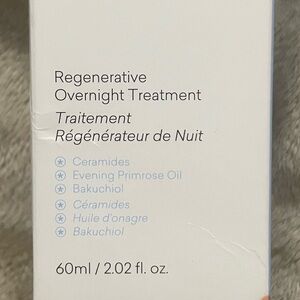 Regenerative
Overnight Treatment
Traitement
Régénérateur de Nuit
Ceramides
Evening Primrose Oil
Bakuchiol
Céramides
Huile d'onagre
Bakuchiol
60ml / 2.02 fl. oz.